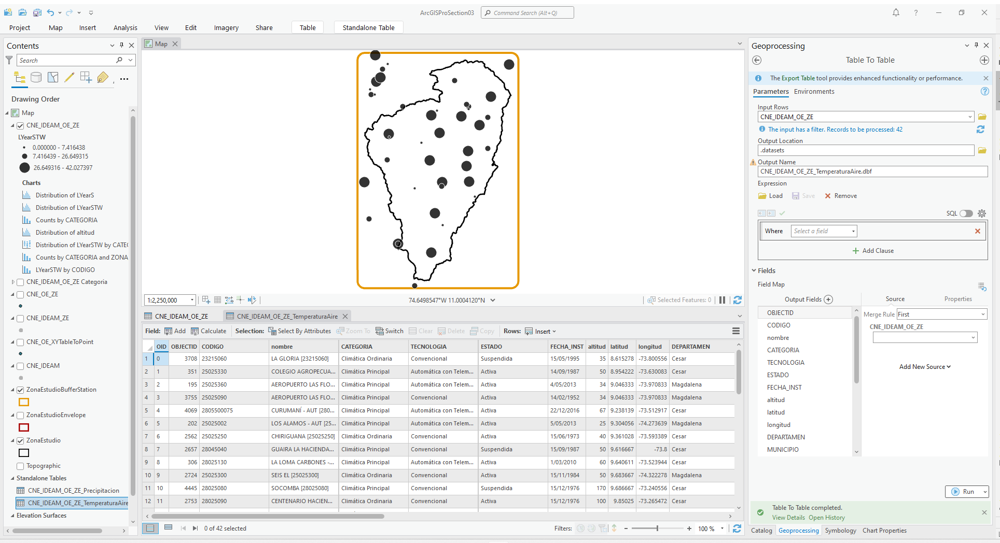 ArcGISProSection03
Command Search (Alt+Q)
Project Map Insert Analysis View Edit Imagery Share Table Standalone Table
Contents
Search
Drawing Order
Map
CNE_IDEAM_OE_ZE
LYearSTW
0.000000 - 7.416438
7.416439 - 26.649315
26.649316 - 42.027397
Charts
Distribution of LYearS
Distribution of LYearSTW
Counts by CATEGORIA
Distribution of altitud
Distribution of LYearSTW by CATE
Counts by CATEGORIA and ZONA
LYearSTW by CODIGO
CNE_IDEAM_OE_ZE Categoria
CNE_OE_ZE
CNE_IDEAM_ZE
CNE_OE_XYTableToPoint
CNE_IDEAM
ZonaEstudioBufferStation
ZonaEstudioEnvelope
ZonaEstudio
Topographic
Standalone Tables
CNE_IDEAM_OE_ZE_Precipitacion
CNE_IDEAM_OE_ZE_TemperaturaAire
Elevation Surfaces
Map
1:2,250,000
74.6498547°W 11.0004120°N
Selected Features: 0
CNE_IDEAM_OE_ZE CNE_IDEAM_OE_ZE_TemperaturaAire
Field: Add Calculate Selection: Select By Attributes Zoom To Switch Clear Delete Copy Rows: Insert
OID OBJECTID CODIGO nombre CATEGORIA TECNOLOGIA ESTADO FECHA_INST altitud latitud longitud DEPARTAMEN
1 0 3708 23215060 LA GLORIA [23215060] Climática Ordinaria Convencional Suspendida 15/05/1995 35 8.615278 -73.800556 Cesar
2 1 351 25025330 COLEGIO AGROPECUA... Climática Principal Automática con Telem... Activa 14/09/1987 50 8.954222 -73.630083 Cesar
3 2 195 25025360 AEROPUERTO LAS FLO... Climática Principal Automática con Telem... Activa 4/05/2013 34 9.046333 -73.970833 Magdalena
4 3 3755 25025090 AEROPUERTO LAS FLO... Climática Principal Convencional Activa 14/02/1952 34 9.046333 -73.970833 Magdalena
5 4 4069 2805500075 CURUMANÍ - AUT [280... Climática Principal Automática con Telem... Activa 22/12/2016 67 9.238139 -73.512917 Cesar
6 5 202 25025002 LOS ALAMOS - AUT [25... Climática Principal Automática con Telem... Activa 5/05/2013 25 9.304056 -74.273639 Magdalena
7 6 2562 25025250 CHIRIGUANA [25025250] Climática Ordinaria Convencional Activa 15/06/1973 40 9.361028 -73.593389 Cesar
8 7 2657 28045040 GUAIRA LA HACIENDA... Climática Principal Convencional Suspendida 15/09/1987 50 9.616667 -73.8 Cesar
9 8 306 28025130 LA LOMA CARBONES -... Climática Principal Automática con Telem... Activa 1/03/2010 60 9.640611 -73.523944 Cesar
10 9 2724 25025300 SEIS EL [25025300] Climática Ordinaria Convencional Activa 15/11/1984 50 9.683667 -74.322278 Magdalena
11 10 4445 28025080 SOCOMBA [28025080] Climática Principal Convencional Suspendida 15/12/1976 170 9.686667 -73.240556 Cesar
12 11 2753 28025090 CENTENARIO HACIEN... Climática Ordinaria Convencional Activa 15/12/1976 100 9.85025 -73.265472 Cesar
0 of 42 selected
Filters:
100 %
Geoprocessing
Table To Table
The Export Table tool provides enhanced functionality or performance.
Parameters Environments
Input Rows
CNE_IDEAM_OE_ZE
The input has a filter. Records to be processed: 42
Output Location
.datasets
Output Name
CNE_IDEAM_OE_ZE_TemperaturaAire.dbf
Expression
Load Save Remove
SQL
Where Select a field
Add Clause
Fields
Field Map
Output Fields
Source Properties
OBJECTID
CODIGO
nombre
CATEGORIA
TECNOLOGIA
ESTADO
FECHA_INST
altitud
latitud
longitud
DEPARTAMEN
MUNICIPIO
Merge Rule First
CNE_IDEAM_OE_ZE
Add New Source
Run
Table To Table completed.
View Details Open History
Catalog Geoprocessing Symbology Chart Properties